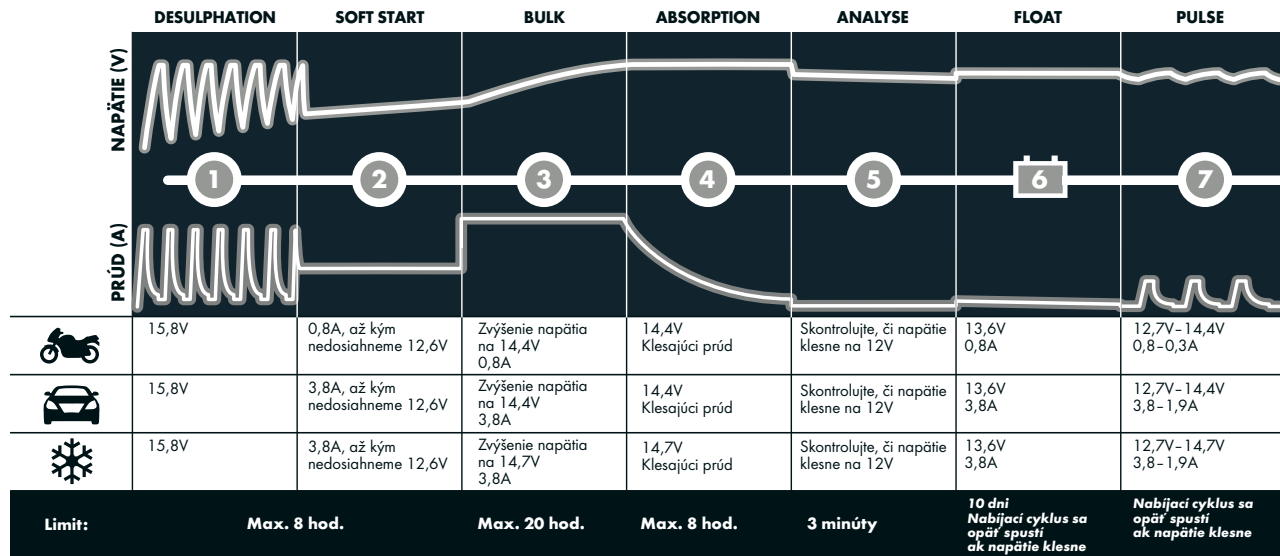 DESULPHATION
SOFT START
BULK
ABSORPTION
ANALYSE
FLOAT
PULSE
NAPÄTIE (V)
1
2
3
4
5
6
7
PRÚD (A)
15,8V
0,8A, až kým
nedosiahneme 12,6V
Zvýšenie napätia
na 14,4V
0,8A
14,4V
Klesajúci prúd
Skontrolujte, či napätie
klesne na 12V
13,6V
0,8A
12,7V–14,4V
0,8–0,3A
15,8V
3,8A, až kým
nedosiahneme 12,6V
Zvýšenie napätia
na 14,4V
3,8A
14,4V
Klesajúci prúd
Skontrolujte, či napätie
klesne na 12V
13,6V
3,8A
12,7V–14,4V
3,8–1,9A
15,8V
3,8A, až kým
nedosiahneme 12,6V
Zvýšenie napätia
na 14,7V
3,8A
14,7V
Klesajúci prúd
Skontrolujte, či napätie
klesne na 12V
13,6V
3,8A
12,7V–14,7V
3,8–1,9A
Limit:
Max. 8 hod.
Max. 20 hod.
Max. 8 hod.
3 minúty
10 dni
Nabíjací cyklus sa
opäť spustí
ak napätie klesne
Nabíjací cyklus sa
opäť spustí
ak napätie klesne